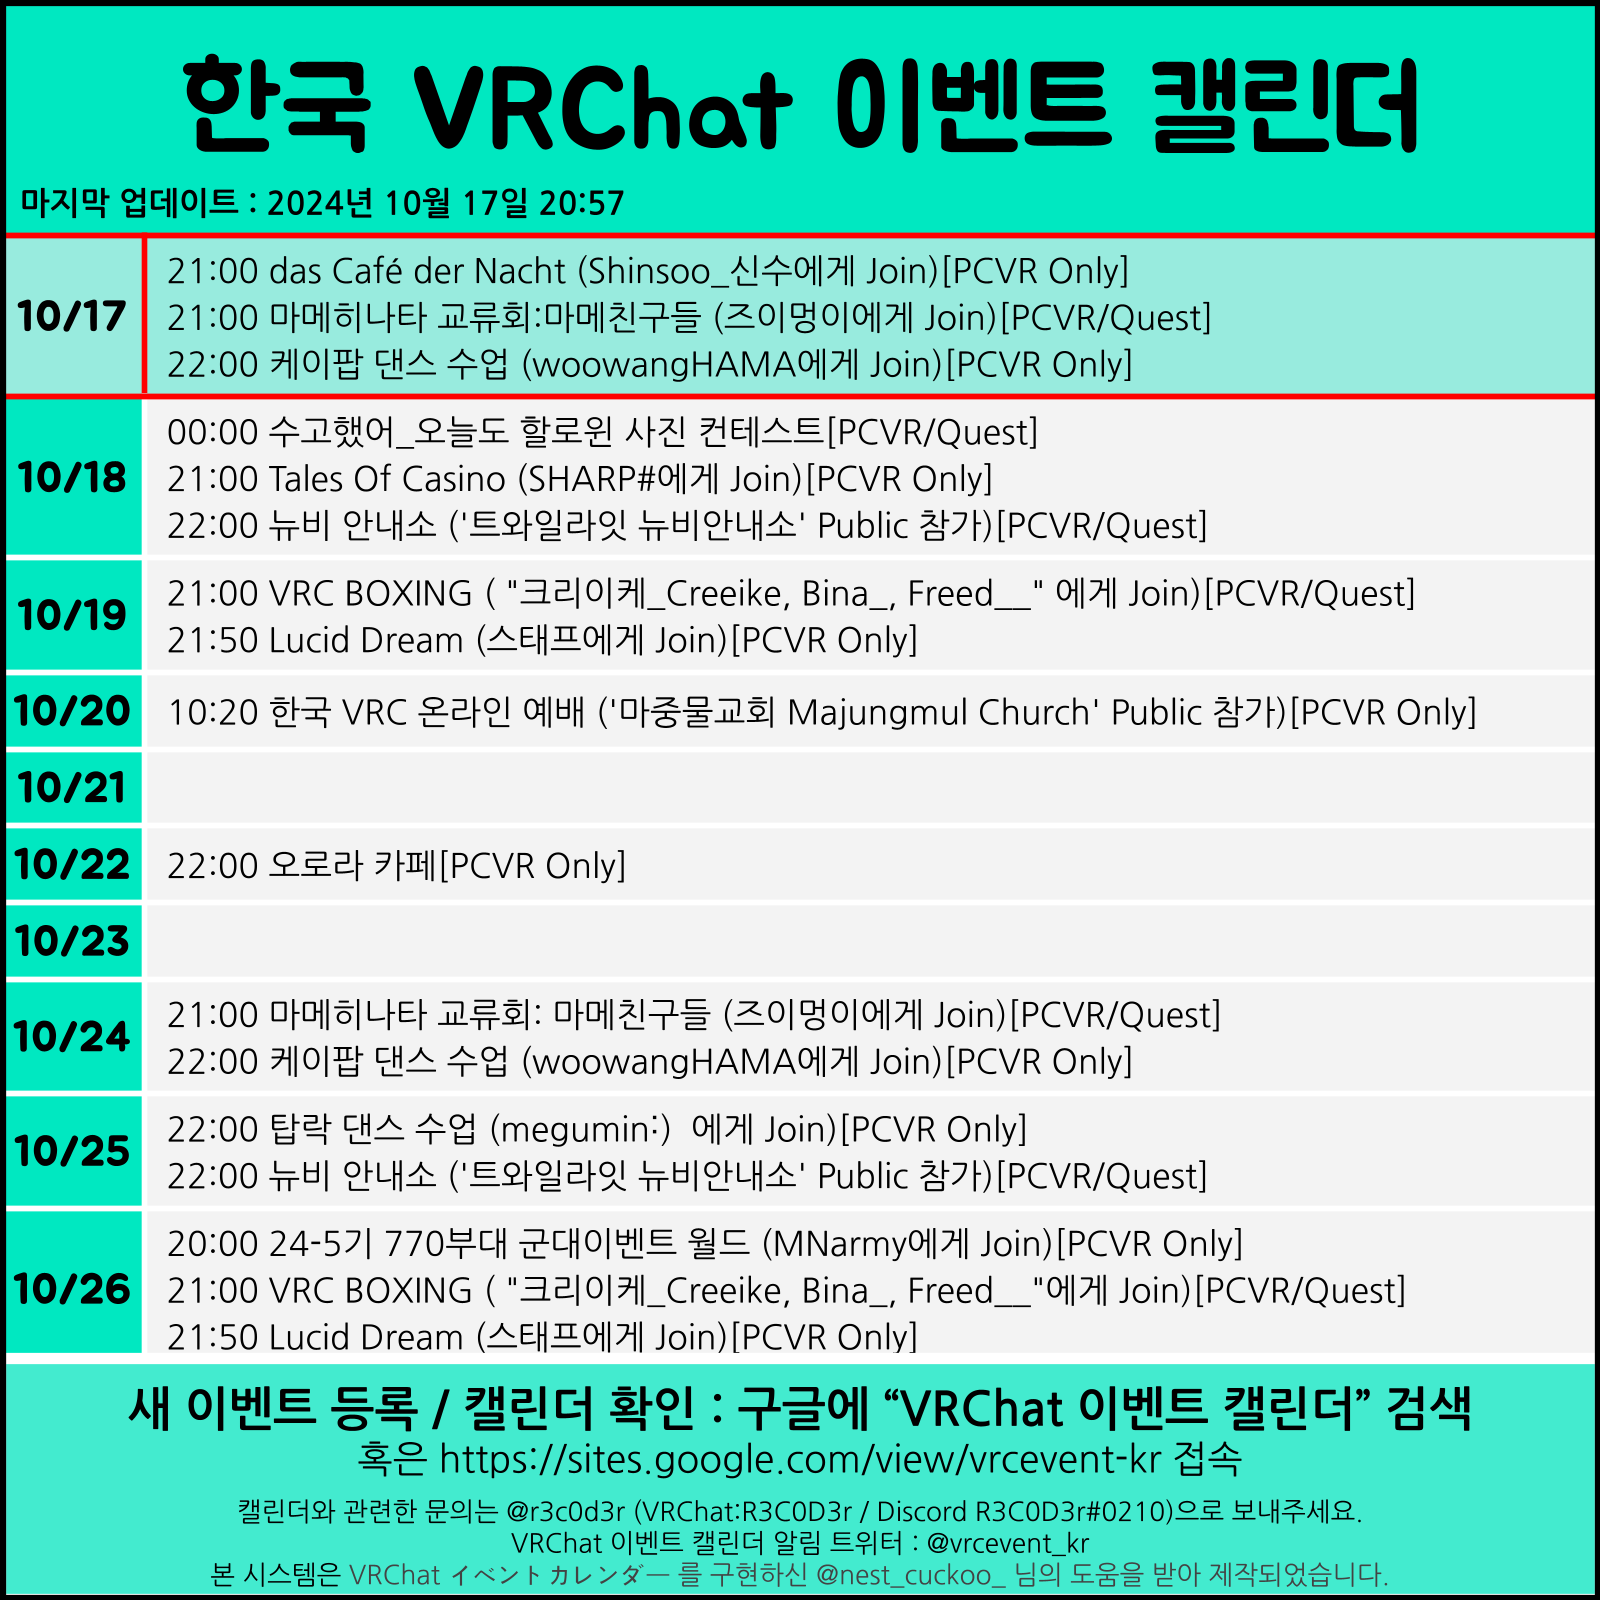 한국 VRChat 이벤트 캘린더
마지막 업데이트 : 2024년 10월 17일 20:57
10/17
21:00 das Café der Nacht (Shinsoo_신수에게 Join)[PCVR Only]
21:00 마메히나타 교류회:마메친구들 (즈이멍이에게 Join)[PCVR/Quest]
22:00 케이팝 댄스 수업 (woowangHAMA에게 Join)[PCVR Only]
10/18
00:00 수고했어_오늘도 할로윈 사진 컨테스트[PCVR/Quest]
21:00 Tales Of Casino (SHARP#에게 Join)[PCVR Only]
22:00 뉴비 안내소 ('트와일라잇 뉴비안내소' Public 참가)[PCVR/Quest]
10/19
21:00 VRC BOXING ( "크리이케_Creeike, Bina_, Freed__" 에게 Join)[PCVR/Quest]
21:50 Lucid Dream (스태프에게 Join)[PCVR Only]
10/20
10:20 한국 VRC 온라인 예배 ('마중물교회 Majungmul Church' Public 참가)[PCVR Only]
10/21
10/22
22:00 오로라 카페[PCVR Only]
10/23
10/24
21:00 마메히나타 교류회: 마메친구들 (즈이멍이에게 Join)[PCVR/Quest]
22:00 케이팝 댄스 수업 (woowangHAMA에게 Join)[PCVR Only]
10/25
22:00 탑락 댄스 수업 (megumin:)  에게 Join)[PCVR Only]
22:00 뉴비 안내소 ('트와일라잇 뉴비안내소' Public 참가)[PCVR/Quest]
10/26
20:00 24-5기 770부대 군대이벤트 월드 (MNarmy에게 Join)[PCVR Only]
21:00 VRC BOXING ( "크리이케_Creeike, Bina_, Freed__"에게 Join)[PCVR/Quest]
21:50 Lucid Dream (스태프에게 Join)[PCVR Only]
새 이벤트 등록 / 캘린더 확인 : 구글에 “VRChat 이벤트 캘린더” 검색
혹은 https://sites.google.com/view/vrcevent-kr 접속
캘린더와 관련한 문의는 @r3c0d3r (VRChat:R3C0D3r / Discord R3C0D3r#0210)으로 보내주세요.
VRChat 이벤트 캘린더 알림 트위터 : @vrcevent_kr
본 시스템은 VRChat イベントカレンダー 를 구현하신 @nest_cuckoo_ 님의 도움을 받아 제작되었습니다.